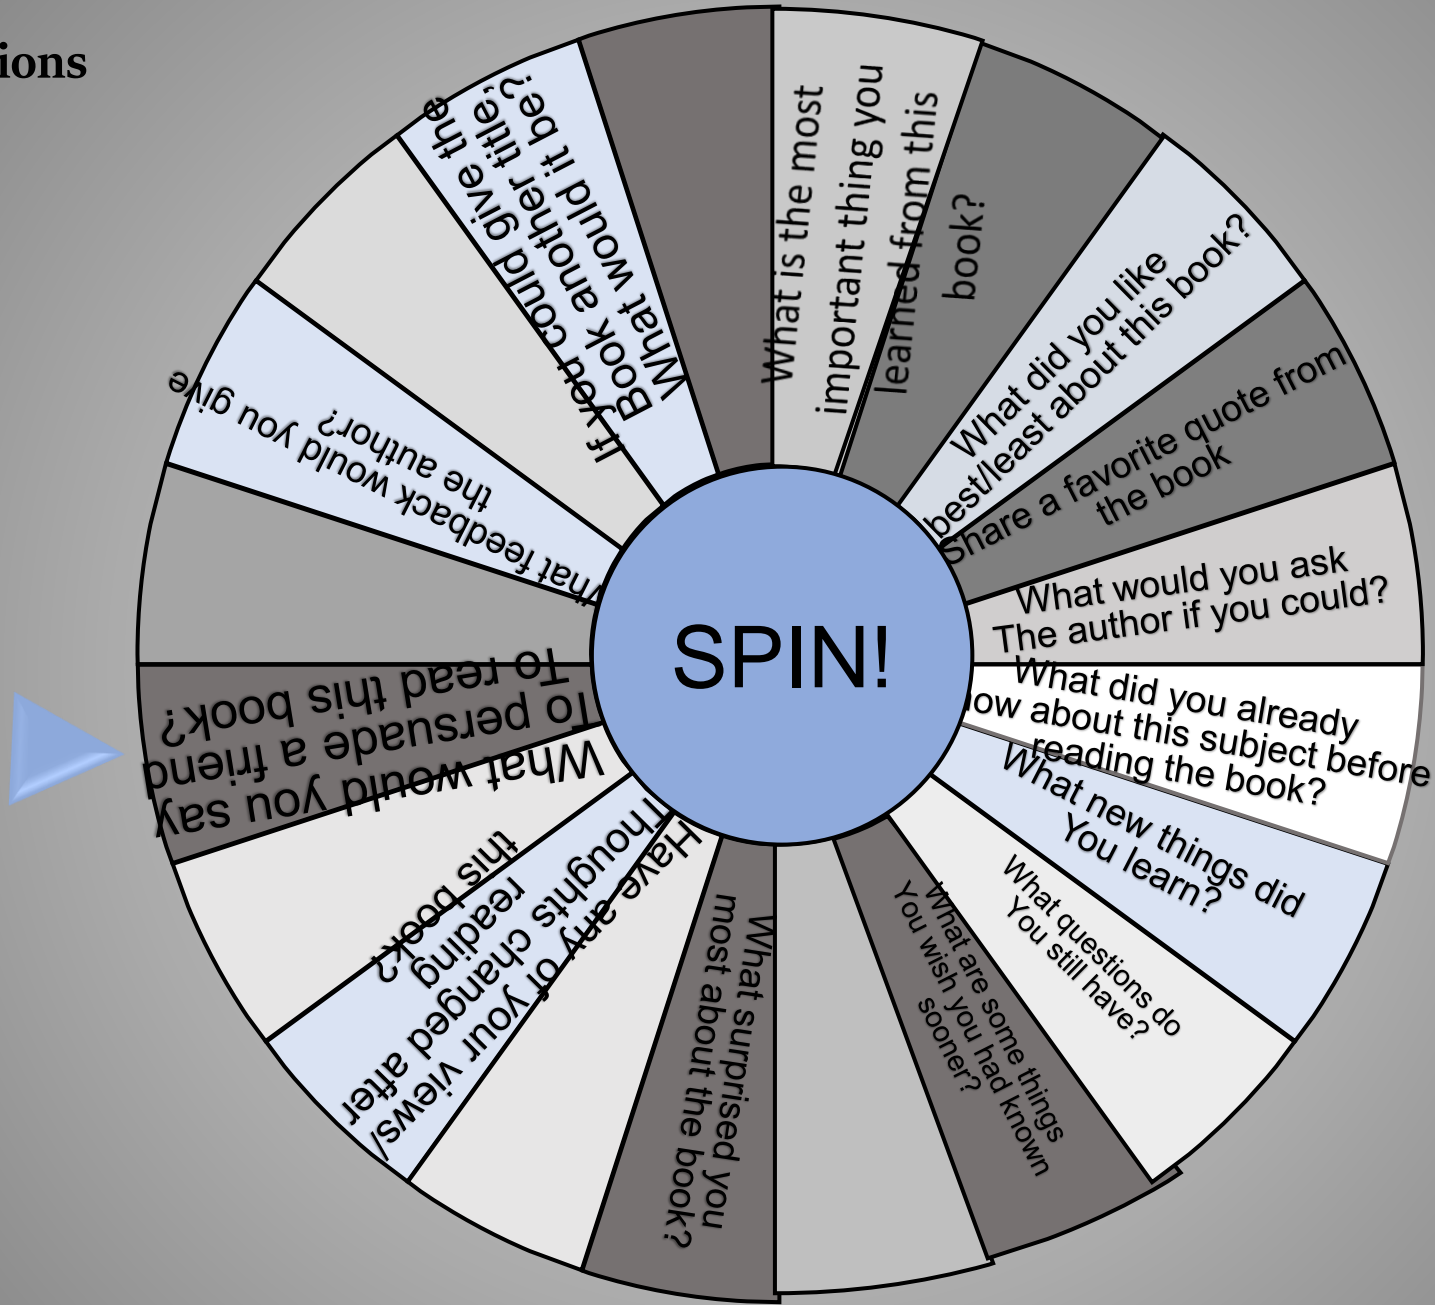 ions
What is the most
important thing you
learned from this
book?
What did you like
best/least about this book?
Share a favorite quote from
the book
What would you ask
The author if you could?
What did you already
ow about this subject before
reading the book?
What new things did
You learn?
What questions do
You still have?
What are some things
You wish you had known
sooner?
What surprised you
most about the book?
Have any of your views/
Thoughts changed after
reading
this book?
What would you say
To persuade a friend
To read this book?
What feedback would you give
the author?
If you could give the
Book another title,
What would it be?
SPIN!